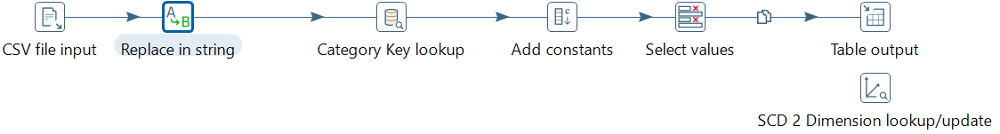 CSV file input
Replace in string
Category Key lookup
Add constants
Select values
Table output
SCD 2 Dimension lookup/update